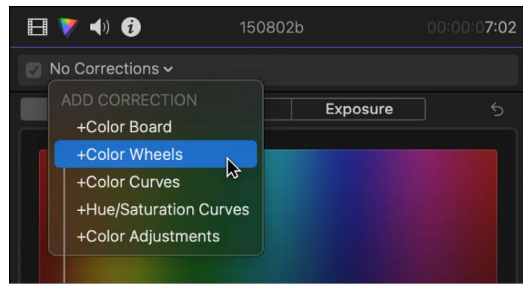 150802b 00:00:07:02
No Corrections
ADD CORRECTION
+Color Board
+Color Wheels
+Color Curves
+Hue/Saturation Curves
+Color Adjustments
Exposure